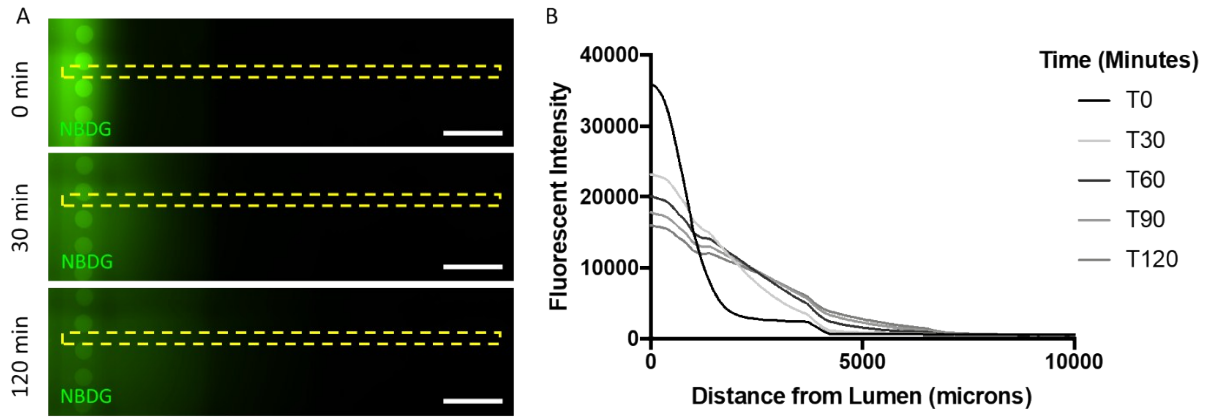 A
0 min
NBDG
30 min
NBDG
120 min
NBDG
B
Fluorescent Intensity
40000
30000
20000
10000
0
0
5000
10000
Distance from Lumen (microns)
Time (Minutes)
T0
T30
T60
T90
T120